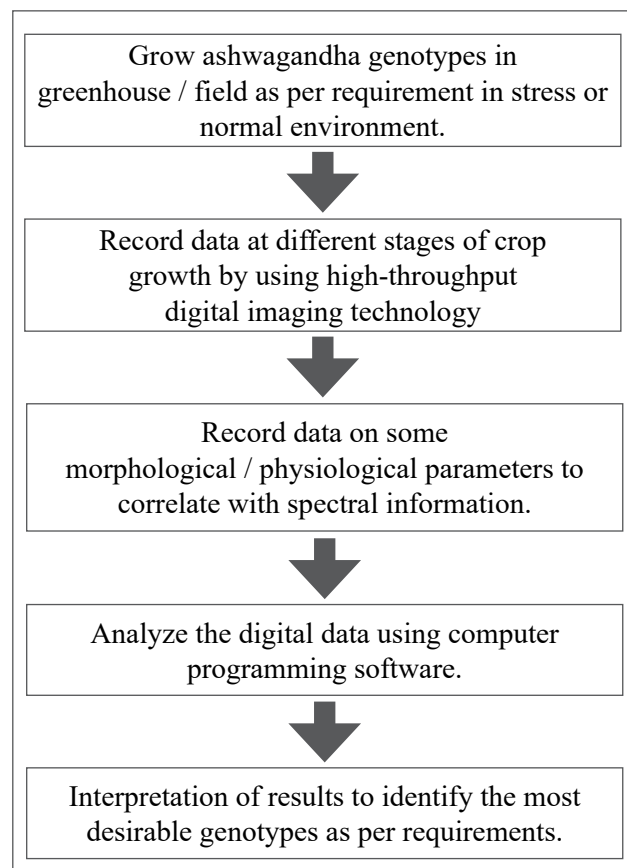 Grow ashwagandha genotypes in
greenhouse / field as per requirement in stress or
normal environment.
Record data at different stages of crop
growth by using high-throughput
digital imaging technology
Record data on some
morphological / physiological parameters to
correlate with spectral information.
Analyze the digital data using computer
programming software.
Interpretation of results to identify the most
desirable genotypes as per requirements.